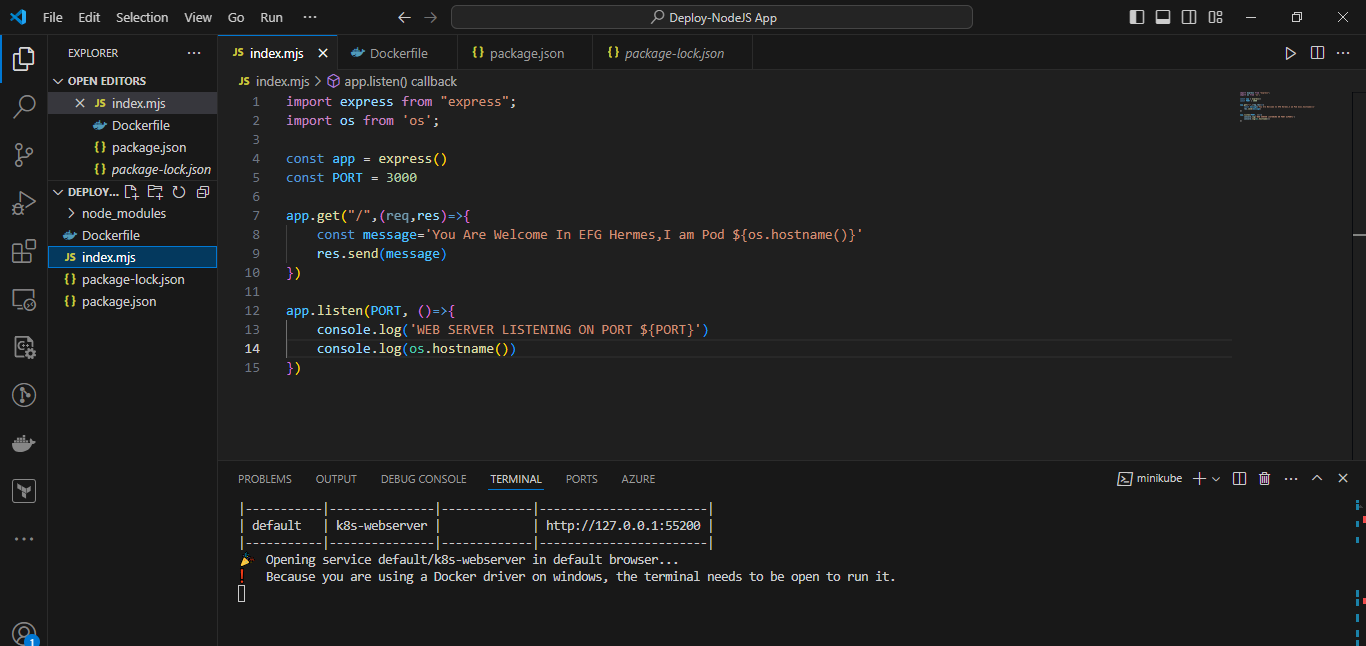 File Edit Selection View Go Run ···
Deploy-NodeJS App
EXPLORER ···
OPEN EDITORS
JS index.mjs
Dockerfile
{} package.json
{} package-lock.json
DEPLOY...
node_modules
Dockerfile
JS index.mjs
{} package-lock.json
{} package.json
1
JS index.mjs
Dockerfile
{} package.json
{} package-lock.json
JS index.mjs > app.listen() callback
1 import express from "express";
2 import os from 'os';
3
4 const app = express()
5 const PORT = 3000
6
7 app.get("/",(req,res)=>{
8 const message='You Are Welcome In EFG Hermes,I am Pod ${os.hostname()}'
9 res.send(message)
10 })
11
12 app.listen(PORT, ()=>{
13 console.log('WEB SERVER LISTENING ON PORT ${PORT}')
14 console.log(os.hostname())
15 })
PROBLEMS OUTPUT DEBUG CONSOLE TERMINAL PORTS AZURE
minikube
|-----------|---------------|-------------|------------------------|
| default | k8s-webserver | | http://127.0.0.1:55200 |
|-----------|---------------|-------------|------------------------|
🎉 Opening service default/k8s-webserver in default browser...
❗ Because you are using a Docker driver on windows, the terminal needs to be open to run it.